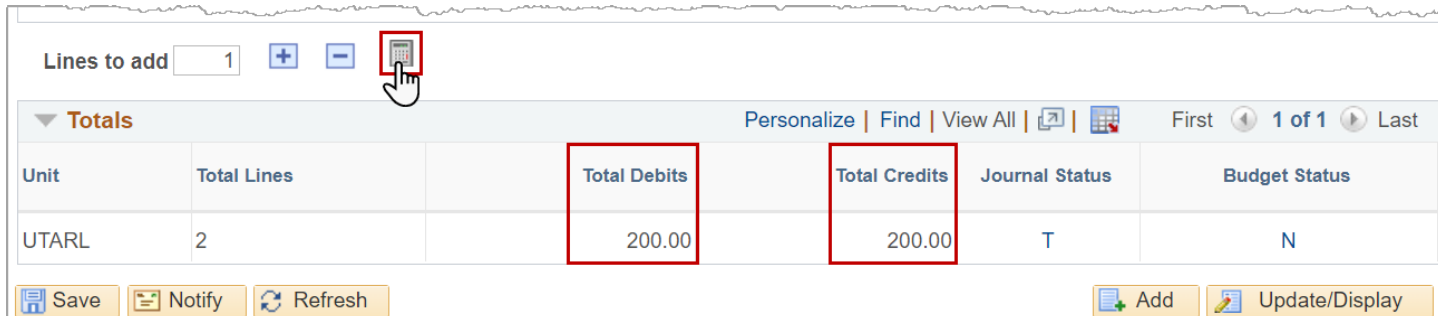 Lines to add 1
Totals Personalize | Find | View All | | First 1 of 1 Last
Unit Total Lines Total Debits Total Credits Journal Status Budget Status
UTARL 2 200.00 200.00 T N
Save Notify Refresh Add Update/Display